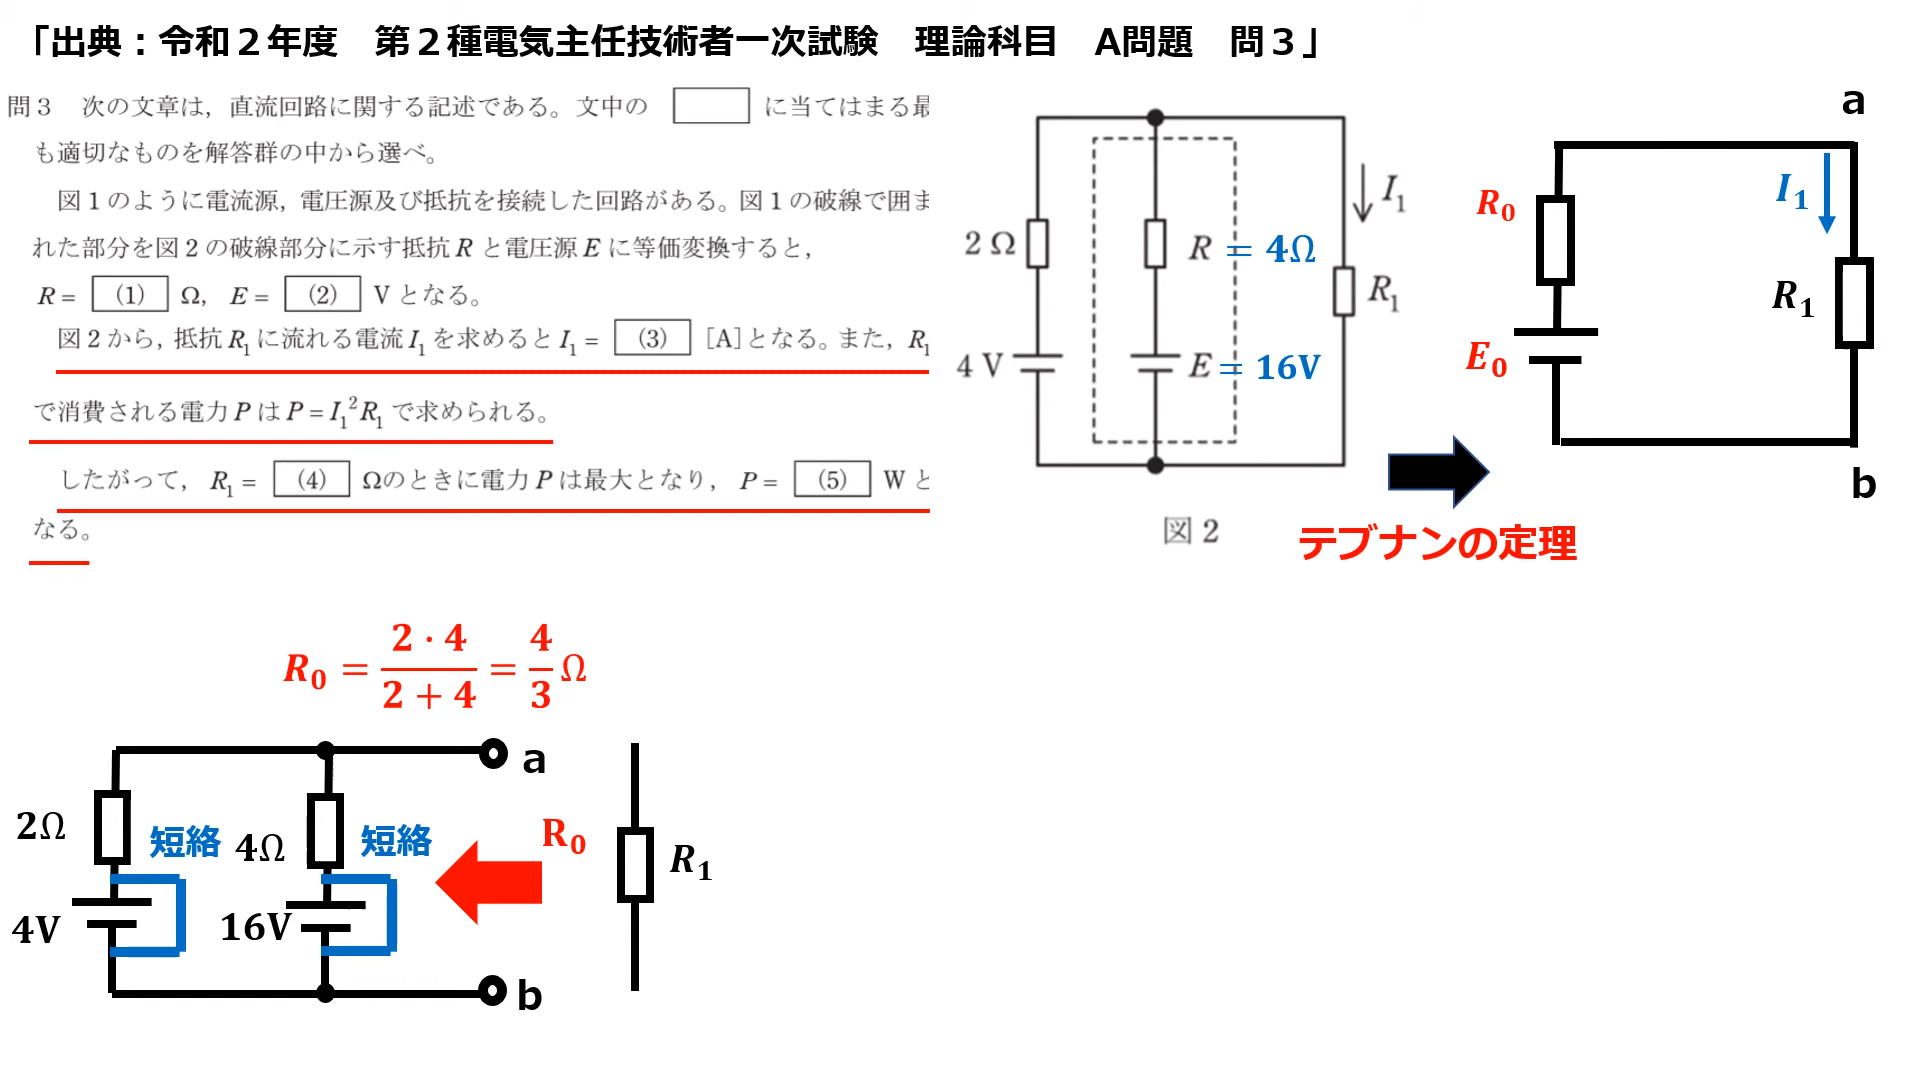 「出典：令和２年度　第２種電気主任技術者一次試験　理論科目　A問題　問３」
問３　次の文章は，直流回路に関する記述である。文中の　　　　に当てはまる最
も適切なものを解答群の中から選べ。
図１のように電流源，電圧源及び抵抗を接続した回路がある。図１の破線で囲ま
れた部分を図２の破線部分に示す抵抗 R と電圧源 E に等価変換すると，
R = (1) Ω， E = (2) V となる。
図２から，抵抗 R₁ に流れる電流 I₁ を求めると I₁ = (3) [A]となる。また，R₁
で消費される電力 P は P = I₁²R₁ で求められる。
したがって， R₁ = (4) Ωのときに電力 P は最大となり， P = (5) W と
なる。
2 Ω
R = 4Ω
I₁
R₁
4 V
E = 16V
図 2
テブナンの定理
a
R₀
I₁
R₁
E₀
b
R₀ = 2・4/2+4 = 4/3 Ω
a
2Ω
短絡
4Ω
短絡
R₀
R₁
4V
16V
b